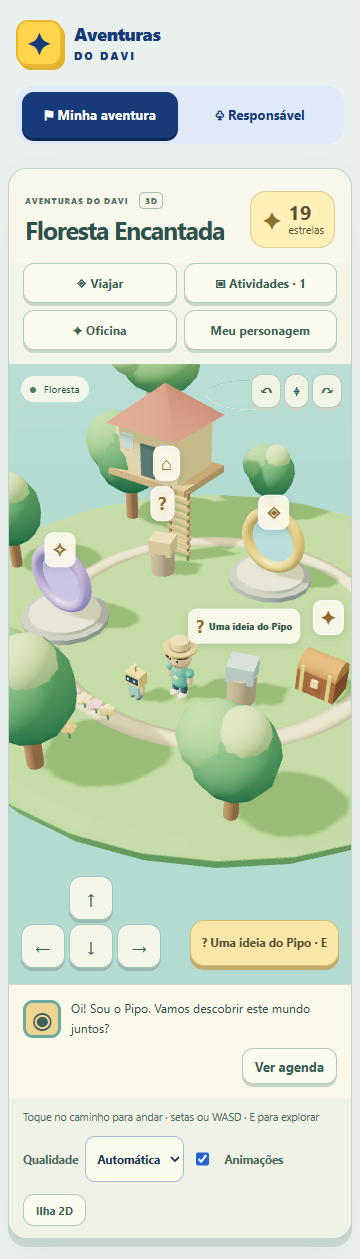 Aventuras
DO DAVI
Minha aventura
Responsável
AVENTURAS DO DAVI 3D
Floresta Encantada
19
estrelas
Viajar
Atividades · 1
Oficina
Meu personagem
Floresta
?
? Uma ideia do Pipo
↑
← ↓ →
? Uma ideia do Pipo · E
Oi! Sou o Pipo. Vamos descobrir este mundo
juntos?
Ver agenda
Toque no caminho para andar · setas ou WASD · E para explorar
Qualidade Automática Animações
Ilha 2D